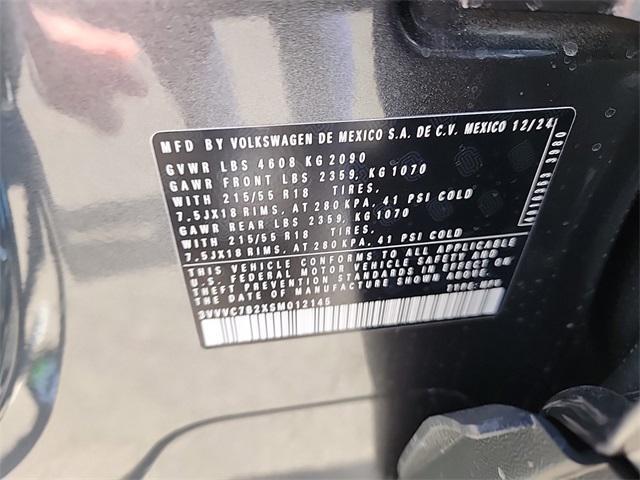 MFD BY VOLKSWAGEN DE MEXICO S.A. DE C.V. MEXICO 12/24
GVWR LBS 4608 KG 2090
GAWR FRONT LBS 2359, KG 1070
WITH 215/55 R18 TIRES,
7.5JX18 RIMS, AT 280 KPA, 41 PSI COLD
GAWR REAR LBS 2359, KG 1070
WITH 215/55 R18 TIRES,
7.5JX18 RIMS, AT 280 KPA, 41 PSI COLD
THIS VEHICLE CONFORMS TO ALL APPLICABLE
U.S. FEDERAL MOTOR VEHICLE SAFETY AND
THEFT PREVENTION STANDARDS IN EFFECT ON
THE DATE OF MANUFACTURE SHOWN ABOVE.
TYPE: MPV